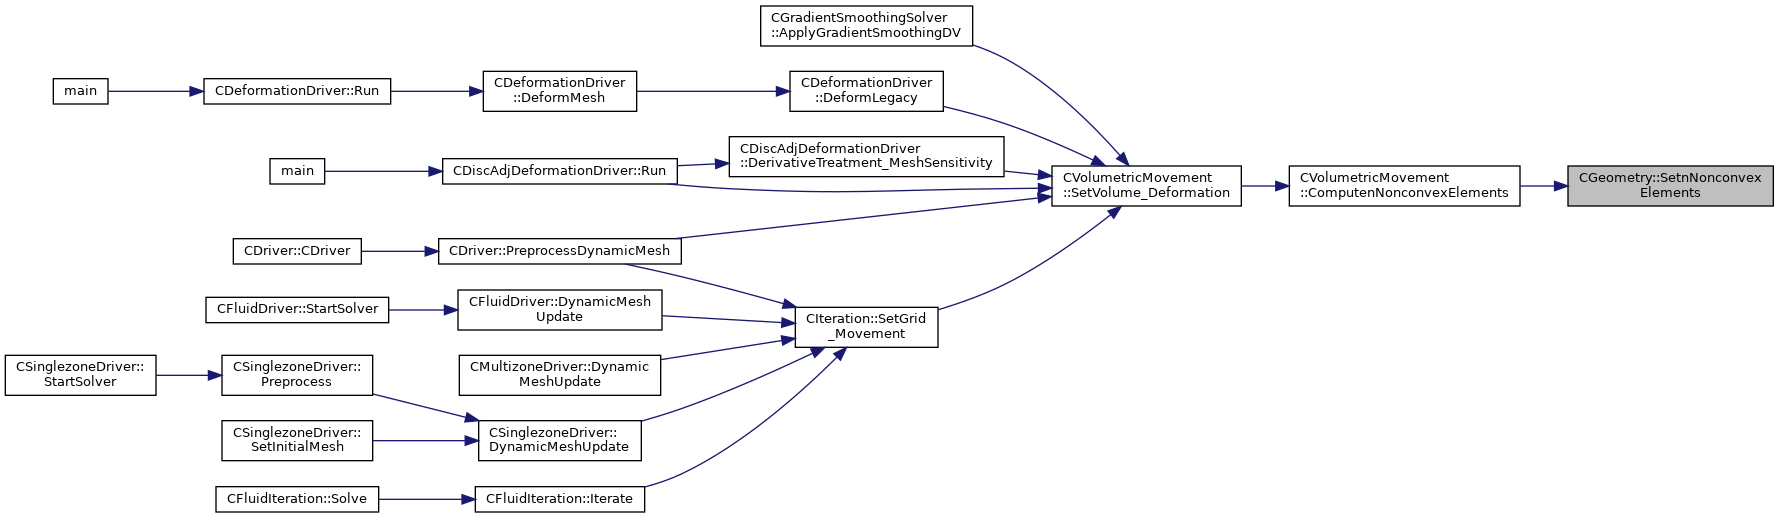 CGradientSmoothingSolver
::ApplyGradientSmoothingDV
main
CDeformationDriver::Run
CDeformationDriver
::DeformMesh
CDeformationDriver
::DeformLegacy
main
CDiscAdjDeformationDriver::Run
CDiscAdjDeformationDriver
::DerivativeTreatment_MeshSensitivity
CVolumetricMovement
::SetVolume_Deformation
CVolumetricMovement
::ComputenNonconvexElements
CGeometry::SetnNonconvex
Elements
CDriver::CDriver
CDriver::PreprocessDynamicMesh
CFluidDriver::StartSolver
CFluidDriver::DynamicMesh
Update
CIteration::SetGrid
_Movement
CSinglezoneDriver::
StartSolver
CSinglezoneDriver::
Preprocess
CMultizoneDriver::Dynamic
MeshUpdate
CSinglezoneDriver::
SetInitialMesh
CSinglezoneDriver::
DynamicMeshUpdate
CFluidIteration::Solve
CFluidIteration::Iterate